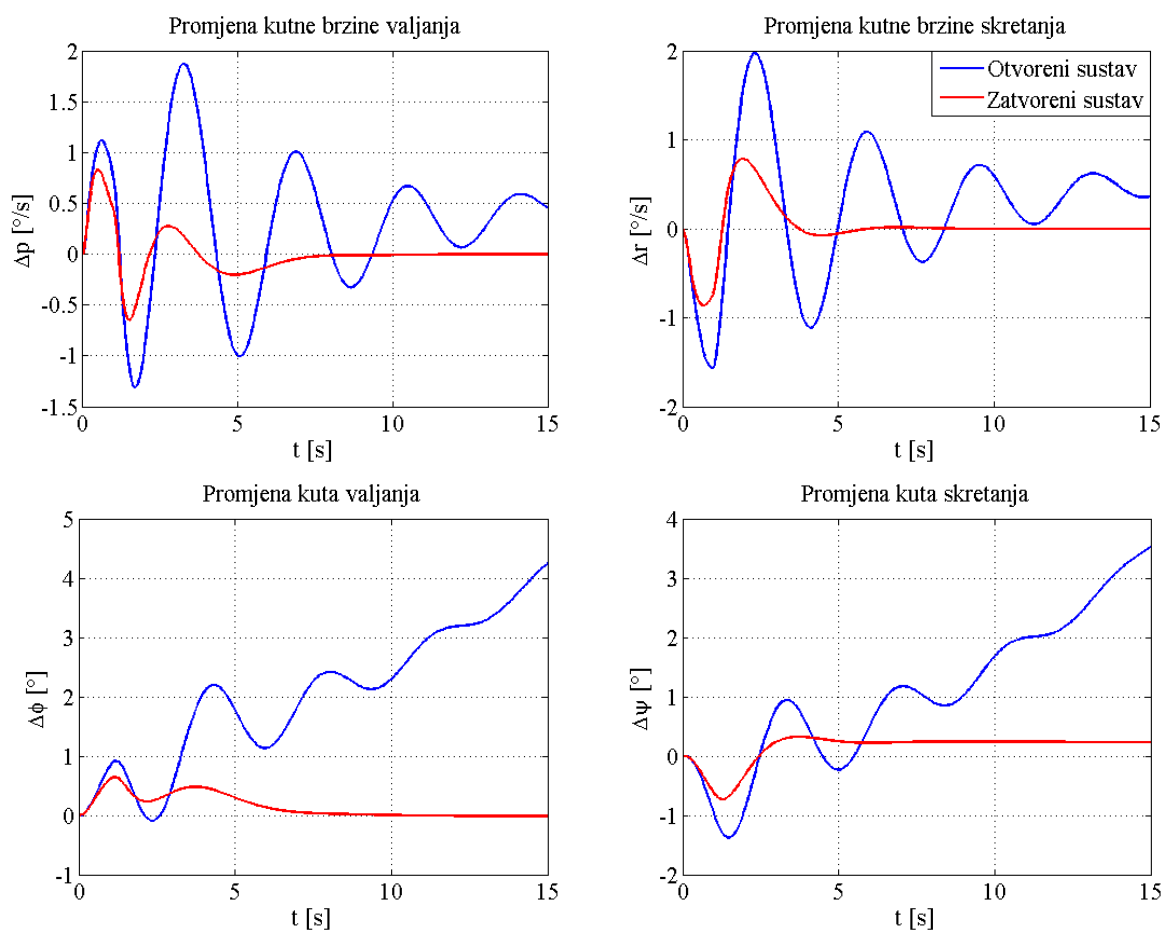 Promjena kutne brzine valjanja
2
1.5
1
0.5
0
-0.5
-1
-1.5
Δp [°/s]
0 5 10 15
t [s]
Promjena kutne brzine skretanja
Otvoreni sustav
Zatvoreni sustav
2
1
0
-1
-2
Δr [°/s]
0 5 10 15
t [s]
Promjena kuta valjanja
5
4
3
2
1
0
-1
Δϕ [°]
0 5 10 15
t [s]
Promjena kuta skretanja
4
3
2
1
0
-1
-2
Δψ [°]
0 5 10 15
t [s]